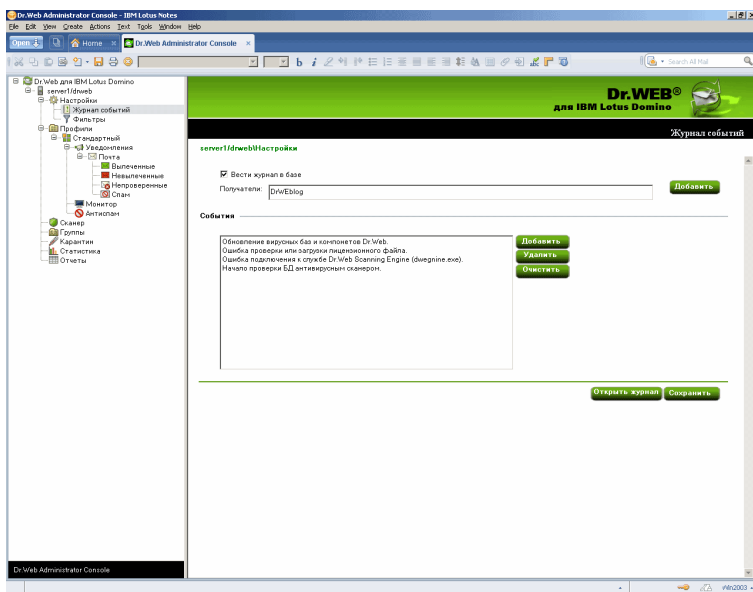 Dr.Web Administrator Console - IBM Lotus Notes
File Edit View Create Actions Text Tools Window Help
Open Home Dr.Web Administrator Console
Search All Mail
Dr.Web для IBM Lotus Domino
server1/drweb
Настройки
Журнал событий
Фильтры
Профили
Стандартный
Уведомления
Почта
Вылеченные
Невылеченные
Непроверенные
Спам
Монитор
Антиспам
Сканер
Группы
Карантин
Статистика
Отчеты
Dr.WEB®
для IBM Lotus Domino
Журнал событий
server1/drweb\Настройки
Вести журнал в базе
Получатели: DrWEblog Добавить
События
Обновление вирусных баз и компонетов Dr.Web.
Ошибка проверки или загрузки лицензионного файла.
Ошибка подключения к службе Dr.Web Scanning Engine (dwegnine.exe).
Начало проверки БД антивирусным сканером.
Добавить
Удалить
Очистить
Открыть журнал Сохранить
Dr.Web Administrator Console
Win2003